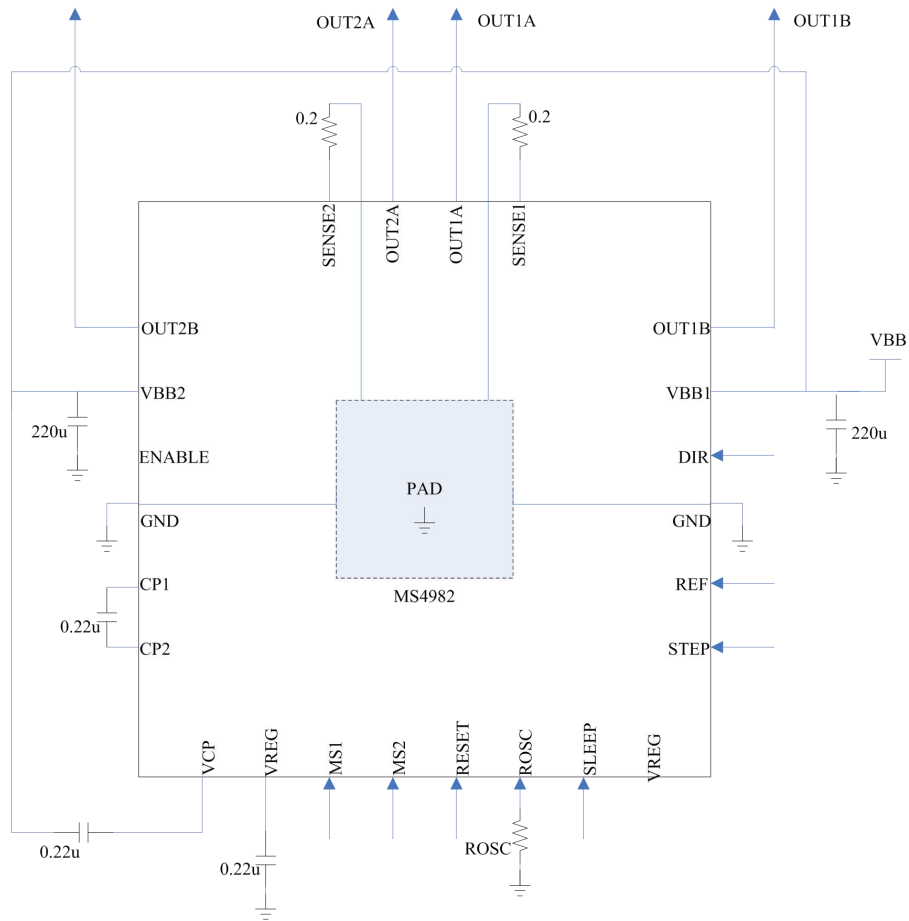 OUT2A
OUT1A
OUT1B
0.2
0.2
SENSE2
OUT2A
OUT1A
SENSE1
OUT2B
OUT1B
VBB
VBB2
VBB1
220u
220u
ENABLE
DIR
PAD
GND
GND
CP1
REF
MS4982
0.22u
CP2
STEP
VCP
VREG
MS1
MS2
RESET
ROSC
SLEEP
VREG
0.22u
0.22u
ROSC